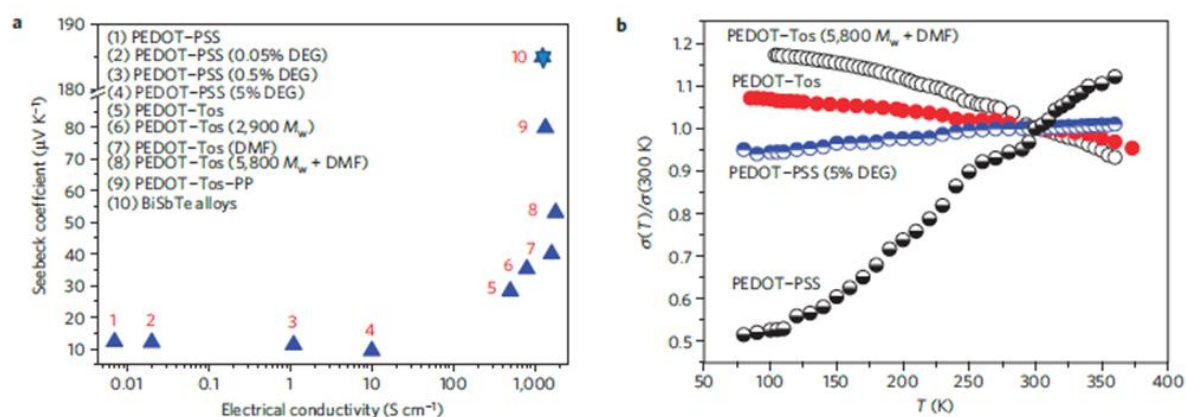 a
190
180
80
70
60
50
40
30
20
10
Seebeck coeffcient (µV K⁻¹)
(1) PEDOT–PSS
(2) PEDOT–PSS (0.05% DEG)
(3) PEDOT–PSS (0.5% DEG)
(4) PEDOT–PSS (5% DEG)
(5) PEDOT–Tos
(6) PEDOT–Tos (2,900 Mw)
(7) PEDOT–Tos (DMF)
(8) PEDOT–Tos (5,800 Mw + DMF)
(9) PEDOT–Tos–PP
(10) BiSbTe alloys
10
9
8
7
6
5
1
2
3
4
0.01 0.1 1 10 100 1,000
Electrical conductivity (S cm⁻¹)
b
1.2
1.1
1.0
0.9
0.8
0.7
0.6
0.5
σ(T)/σ(300 K)
PEDOT–Tos (5,800 Mw + DMF)
PEDOT–Tos
PEDOT–PSS (5% DEG)
PEDOT–PSS
50 100 150 200 250 300 350 400
T (K)